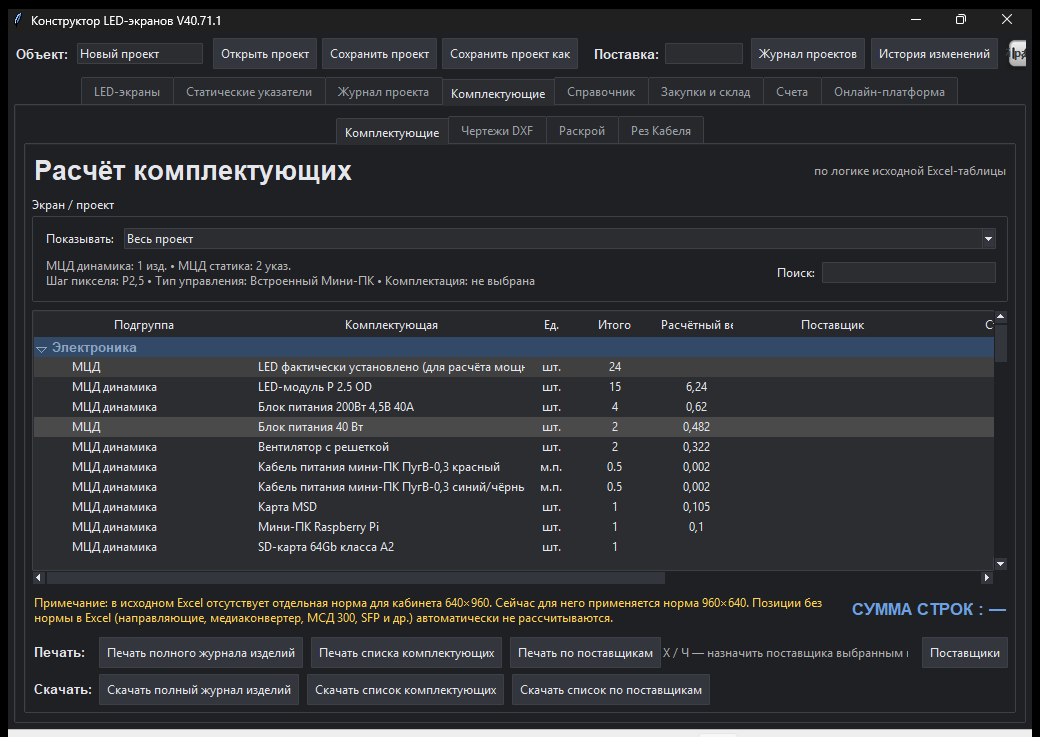 Конструктор LED-экранов V40.71.1
Объект: Новый проект Открыть проект Сохранить проект Сохранить проект как Поставка: Журнал проектов История изменений
LED-экраны Статические указатели Журнал проекта Комплектующие Справочник Закупки и склад Счета Онлайн-платформа
Комплектующие Чертежи DXF Раскрой Рез Кабеля
Расчёт комплектующих
по логике исходной Excel-таблицы
Экран / проект
Показывать: Весь проект
МЦД динамика: 1 изд. • МЦД статика: 2 указ.
Шаг пикселя: P2,5 • Тип управления: Встроенный Мини-ПК • Комплектация: не выбрана
Поиск:
Подгруппа Комплектующая Ед. Итого Расчётный ве Поставщик С
Электроника
МЦД LED фактически установлено (для расчёта мощн шт. 24
МЦД динамика LED-модуль P 2.5 OD шт. 15 6,24
МЦД динамика Блок питания 200Вт 4,5В 40А шт. 4 0,62
МЦД Блок питания 40 Вт шт. 2 0,482
МЦД динамика Вентилятор с решеткой шт. 2 0,322
МЦД динамика Кабель питания мини-ПК ПугВ-0,3 красный м.п. 0.5 0,002
МЦД динамика Кабель питания мини-ПК ПугВ-0,3 синий/чёрнь м.п. 0.5 0,002
МЦД динамика Карта MSD шт. 1 0,105
МЦД динамика Мини-ПК Raspberry Pi шт. 1 0,1
МЦД динамика SD-карта 64Gb класса A2 шт. 1
Примечание: в исходном Excel отсутствует отдельная норма для кабинета 640×960. Сейчас для него применяется норма 960×640. Позиции без
нормы в Excel (направляющие, медиаконвертер, МСД 300, SFP и др.) автоматически не рассчитываются.
СУММА СТРОК : —
Печать: Печать полного журнала изделий Печать списка комплектующих Печать по поставщикам Х / Ч — назначить поставщика выбранным Поставщики
Скачать: Скачать полный журнал изделий Скачать список комплектующих Скачать список по поставщикам